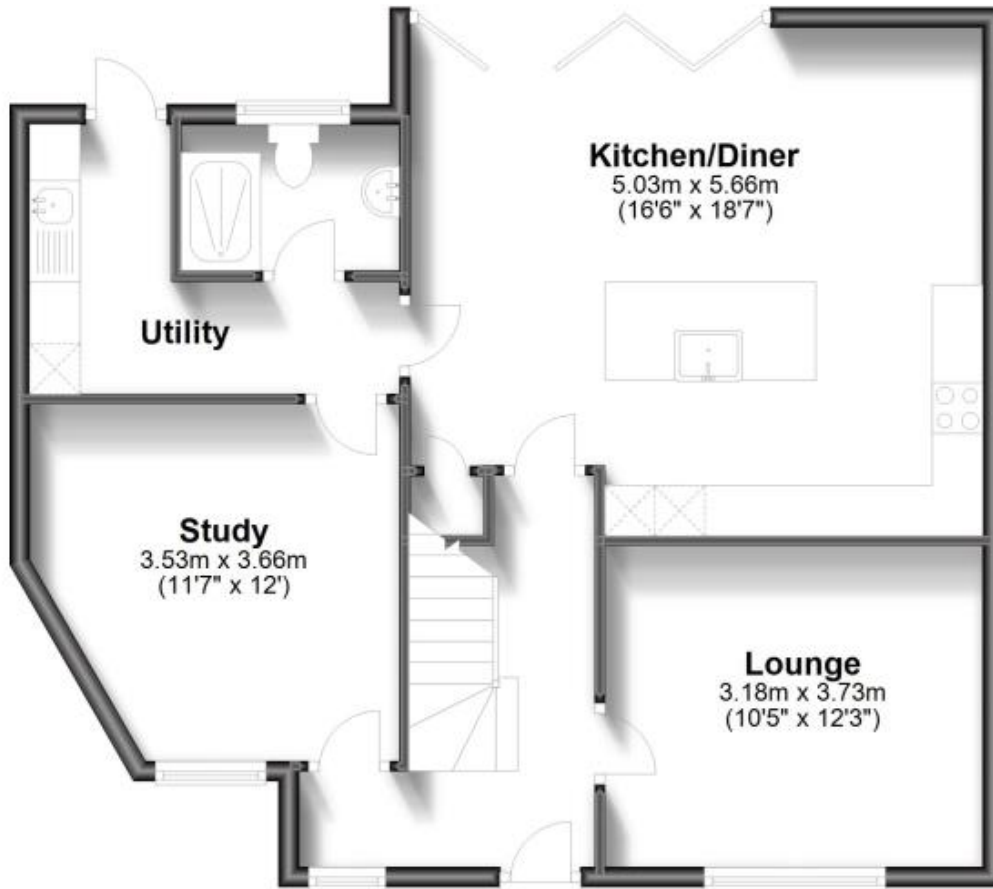 Kitchen/Diner
5.03m x 5.66m
(16'6" x 18'7")
Utility
Study
3.53m x 3.66m
(11'7" x 12')
Lounge
3.18m x 3.73m
(10'5" x 12'3")